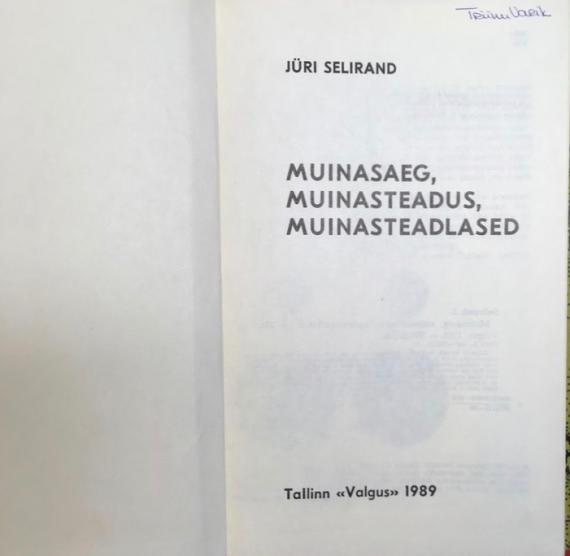 JÜRI SELIRAND
MUINASAEG,
MUINASTEADUS,
MUINASTEADLASED
Tallinn «Valgus» 1989